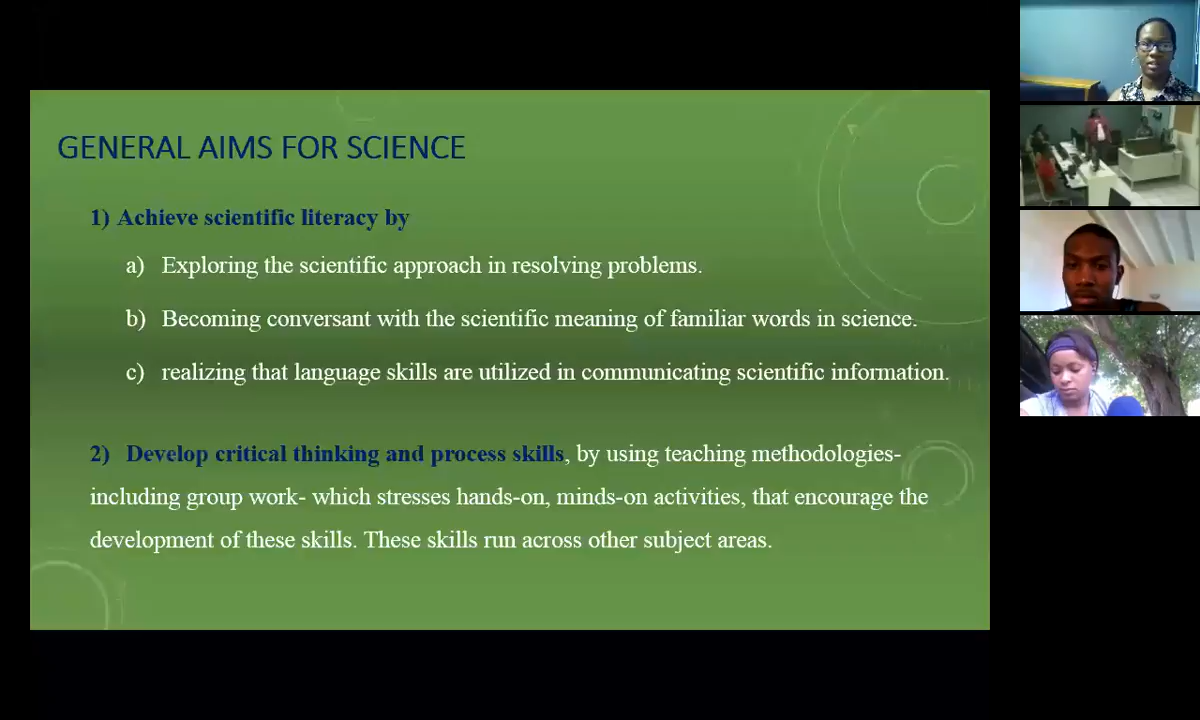 GENERAL AIMS FOR SCIENCE
1) Achieve scientific literacy by
a) Exploring the scientific approach in resolving problems.
b) Becoming conversant with the scientific meaning of familiar words in science.
c) realizing that language skills are utilized in communicating scientific information.
2) Develop critical thinking and process skills, by using teaching methodologies-
including group work- which stresses hands-on, minds-on activities, that encourage the
development of these skills. These skills run across other subject areas.